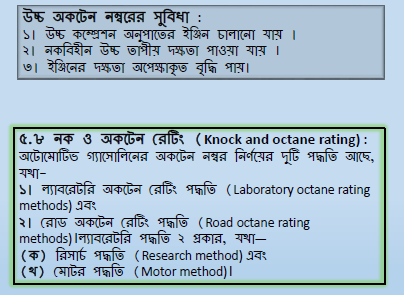 উচ্চ অকটেন নম্বরের সুবিধা :
১। উচ্চ কম্প্রেশন অনুপাতের ইঞ্জিন চালানো যায় ।
২। নকবিহীন উচ্চ তাপীয় দক্ষতা পাওয়া যায় ।
৩। ইঞ্জিনের দক্ষতা অপেক্ষাকৃত বৃদ্ধি পায়।
৫.৮ নক ও অকটেন রেটিং (Knock and octane rating) :
অটোমোটিভ গ্যাসোলিনের অকটেন নম্বর নির্ণয়ের দুটি পদ্ধতি আছে,
যথা–
১। ল্যাবরেটরি অকটেন রেটিং পদ্ধতি (Laboratory octane rating
methods) এবং
২। রোড অকটেন রেটিং পদ্ধতি (Road octane rating
methods)।ল্যাবরেটরি পদ্ধতি ২ প্রকার, যথা—
(ক) রিসার্চ পদ্ধতি (Research method) এবং
(খ) মোটর পদ্ধতি (Motor method)।